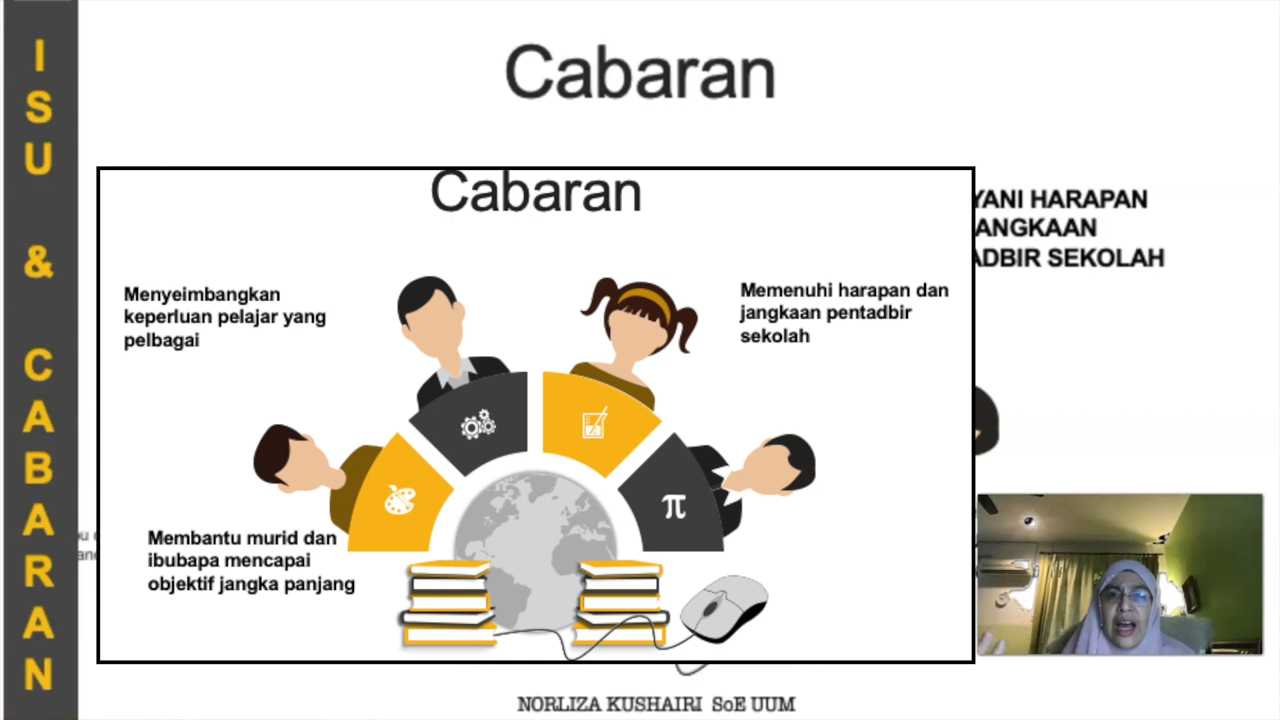 ISU & CABARAN
Cabaran
YANI HARAPAN
ANGKAAN
ADBIR SEKOLAH
Cabaran
Menyeimbangkan
keperluan pelajar yang
pelbagai
Memenuhi harapan dan
jangkaan pentadbir
sekolah
π
Membantu murid dan
ibubapa mencapai
objektif jangka panjang
NORLIZA KUSHAIRI SoE UUM